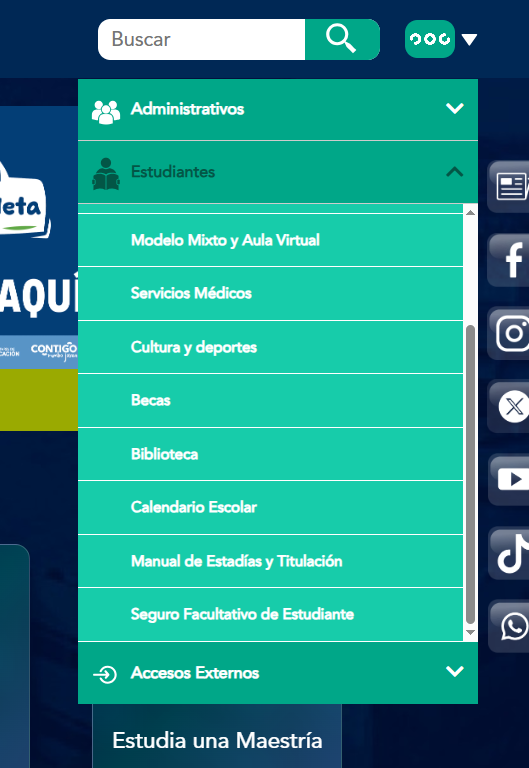 Buscar
Administrativos
Estudiantes
leta
AQUÍ
CONTIGO
Modelo Mixto y Aula Virtual
Servicios Médicos
Cultura y deportes
Becas
Biblioteca
Calendario Escolar
Manual de Estadías y Titulación
Seguro Facultativo de Estudiante
Accesos Externos
Estudia una Maestría